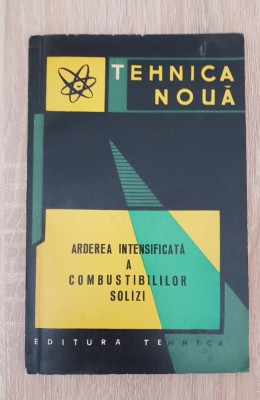 TEHNICA
NOUĂ
ARDEREA INTENSIFICATĂ
A
COMBUSTIBILILOR
SOLIZI
EDITURA TEHNICA